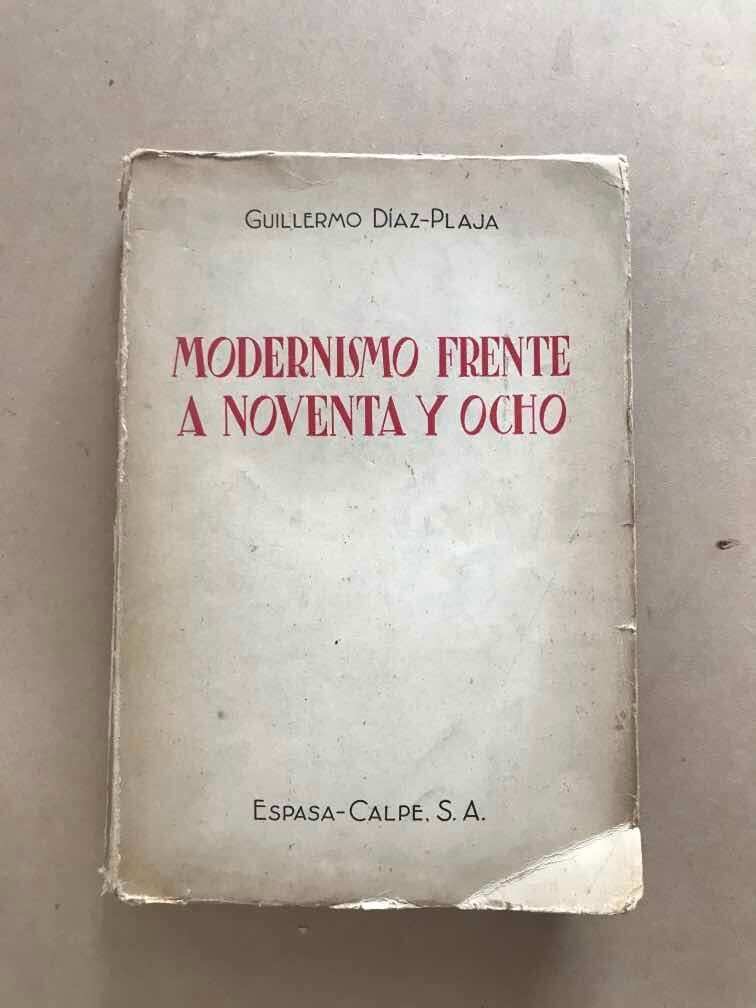 GUILLERMO DÍAZ-PLAJA
MODERNISMO FRENTE
A NOVENTA Y OCHO
ESPASA-CALPE, S. A.